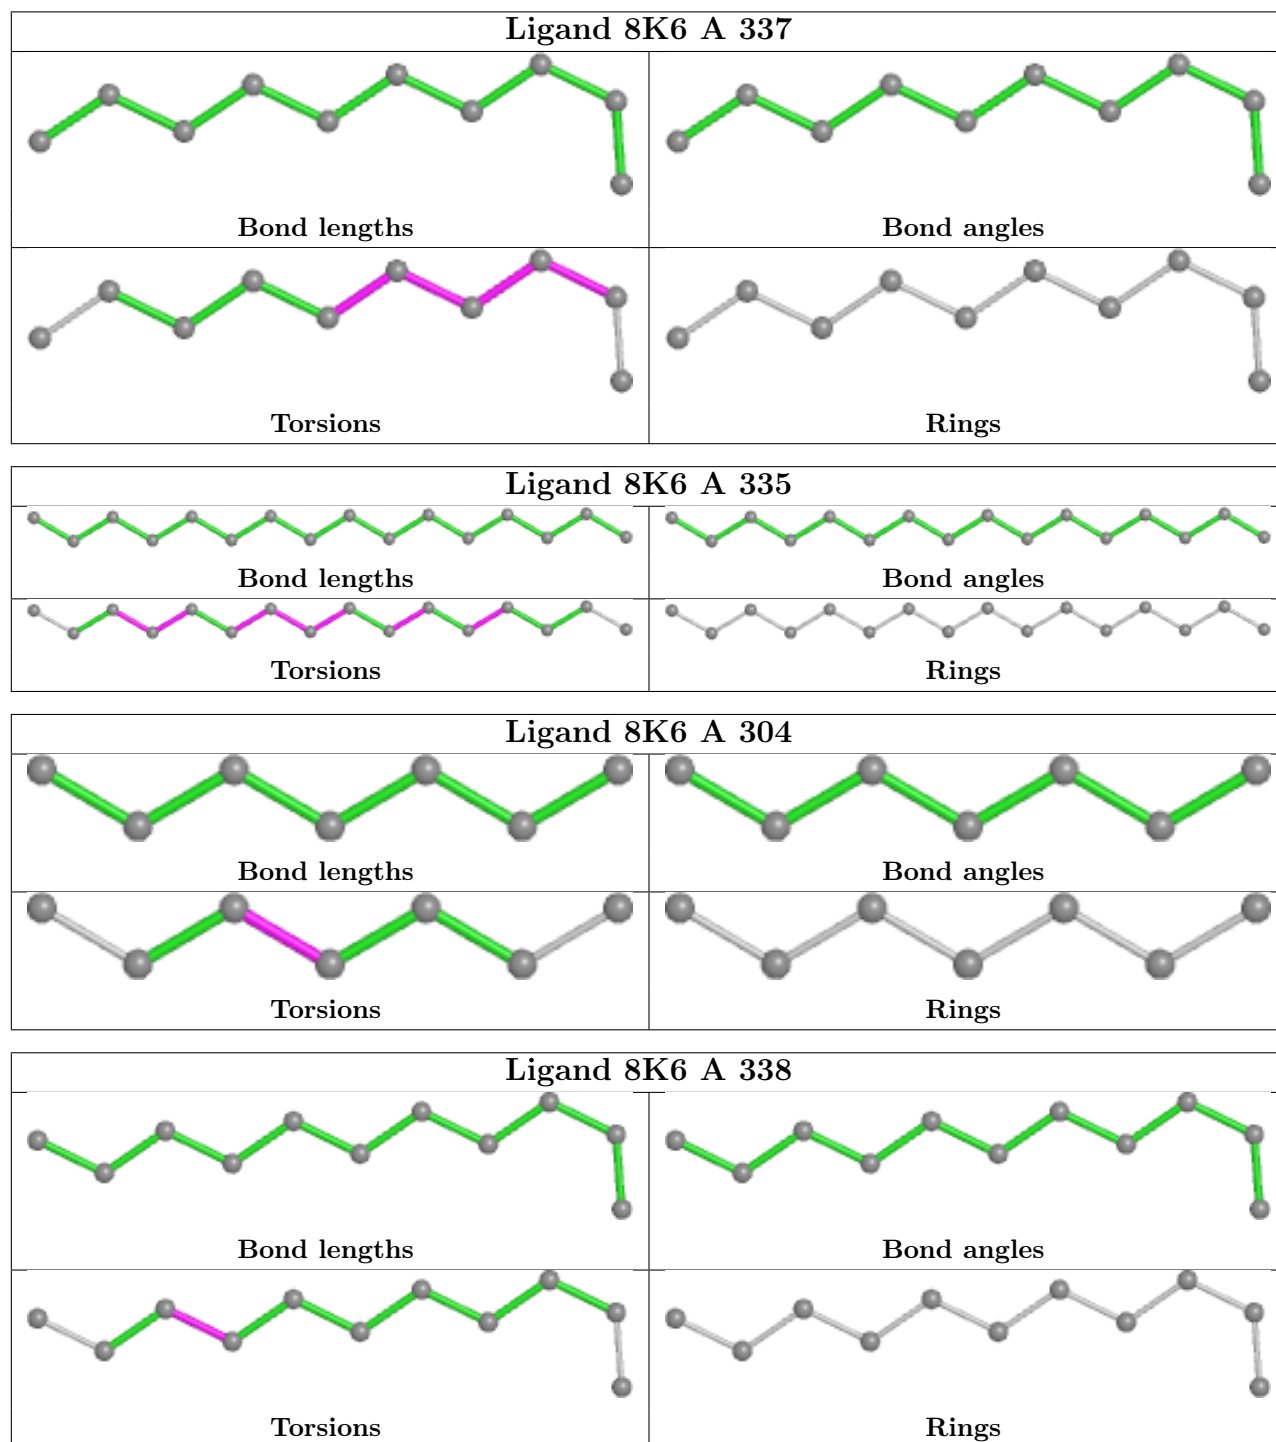 Ligand 8K6 A 337
Bond lengths
Bond angles
Torsions
Rings
Ligand 8K6 A 335
Bond lengths
Bond angles
Torsions
Rings
Ligand 8K6 A 304
Bond lengths
Bond angles
Torsions
Rings
Ligand 8K6 A 338
Bond lengths
Bond angles
Torsions
Rings